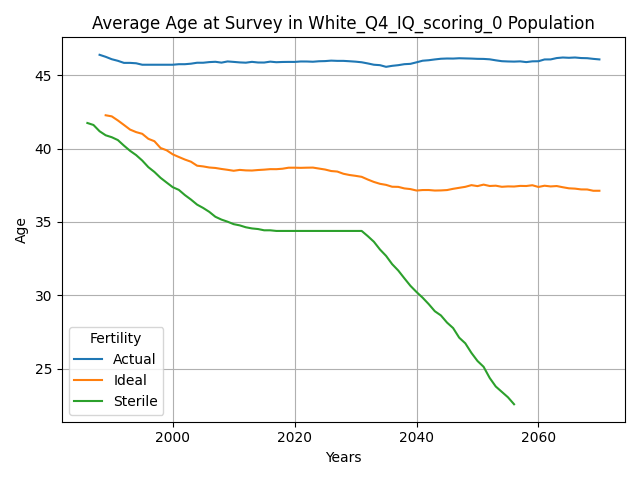 Average Age at Survey in White_Q4_IQ_scoring_0 Population
Age
45
40
35
30
25
Fertility
Actual
Ideal
Sterile
2000 2020 2040 2060
Years